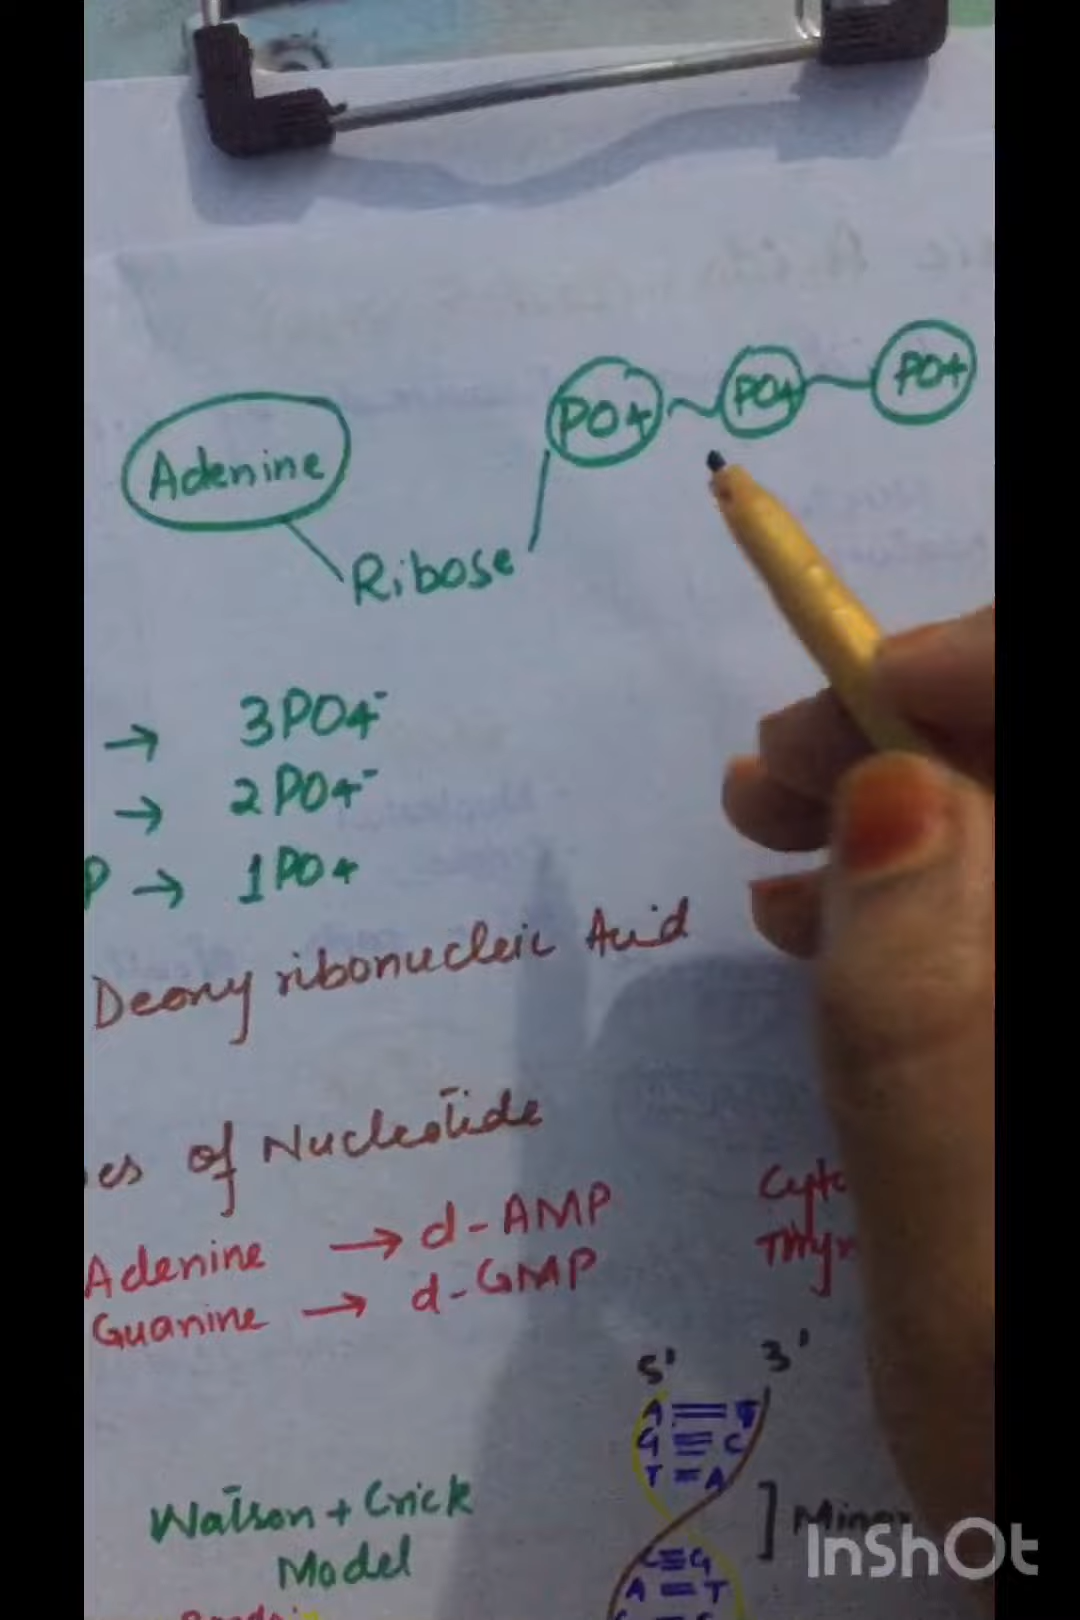 Adenine
Ribose
PO4 ~ PO4 ~ PO4
→ 3PO4-
→ 2PO4-
P → 1PO4
Deoxy ribonucleic Acid
of Nucleotide
Adenine → d-AMP
Guanine → d-GMP
5' 3'
A = T
G ≡ C
T = A
C ≡ G
A = T
] Minor
Watson + Crick
Model
InShOt